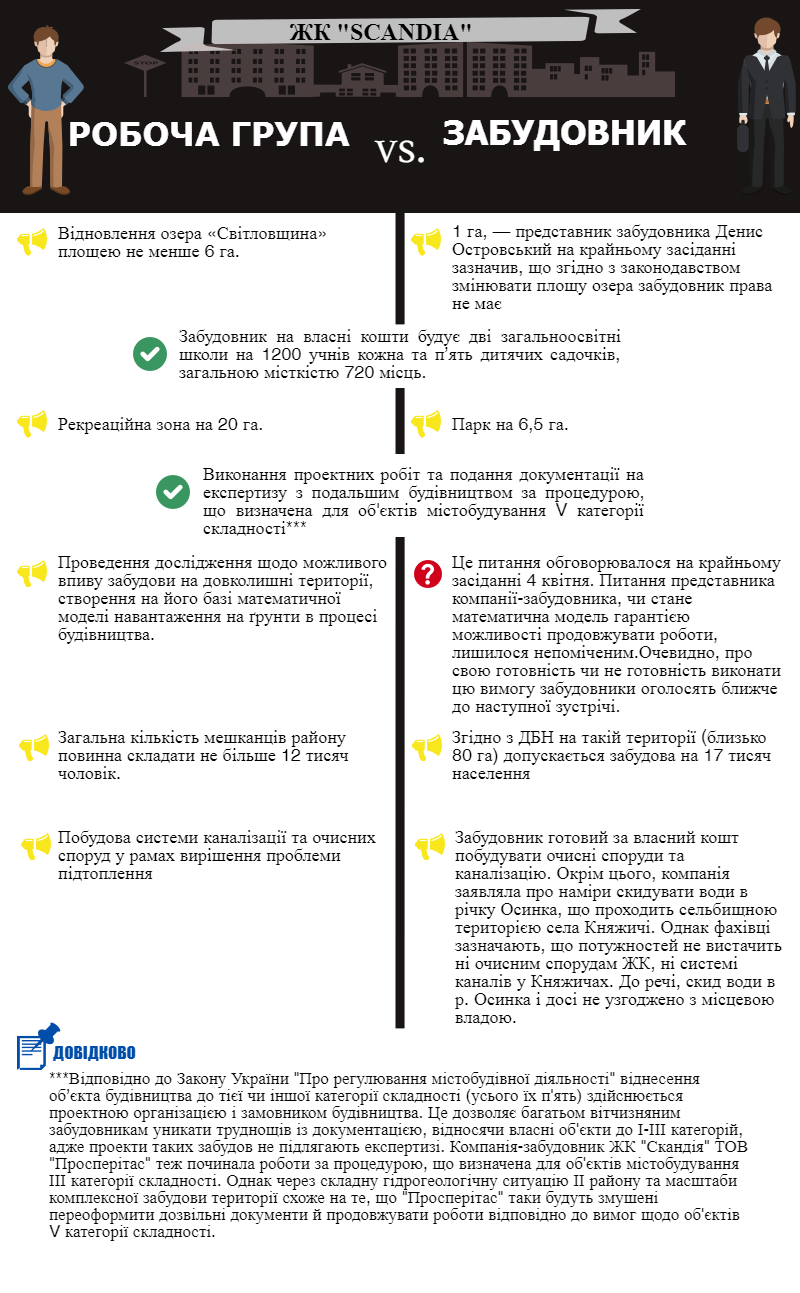 ЖК "SCANDIA"
STOP
РОБОЧА ГРУПА vs. ЗАБУДОВНИК
Відновлення озера «Світловщина»
площею не менше 6 га.
1 га, — представник забудовника Денис
Островський на крайньому засіданні
зазначив, що згідно з законодавством
змінювати площу озера забудовник права
не має
Забудовник на власні кошти будує дві загальноосвітні
школи на 1200 учнів кожна та п'ять дитячих садочків,
загальною місткістю 720 місць.
Рекреаційна зона на 20 га.
Парк на 6,5 га.
Виконання проектних робіт та подання документації на
експертизу з подальшим будівництвом за процедурою,
що визначена для об'єктів містобудування V категорії
складності***
Проведення дослідження щодо можливого
впиву забудови на довколишні території,
створення на його базі математичної
моделі навантаження на ґрунти в процесі
будівництва.
Це питання обговорювалося на крайньому
засіданні 4 квітня. Питання представника
компанії-забудовника, чи стане
математична модель гарантією
можливості продовжувати роботи,
лишилося непоміченим.Очевидно, про
свою готовність чи не готовність виконати
цю вимогу забудовники оголосять ближче
до наступної зустрічі.
Загальна кількість мешканців району
повинна складати не більше 12 тисяч
чоловік.
Згідно з ДБН на такій території (близько
80 га) допускається забудова на 17 тисяч
населення
Побудова системи каналізації та очисних
споруд у рамах вирішення проблеми
підтоплення
Забудовник готовий за власний кошт
побудувати очисні споруди та
каналізацію. Окрім цього, компанія
заявляла про наміри скидувати води в
річку Осинка, що проходить сельбищною
територією села Княжичі. Однак фахівці
зазначають, що потужностей не вистачить
ні очисним спорудам ЖК, ні системі
каналів у Княжичах. До речі, скид води в
р. Осинка і досі не узгоджено з місцевою
владою.
ДОВІДКОВО
***Відповідно до Закону України "Про регулювання містобудівної діяльності" віднесення
об'єкта будівництва до тієї чи іншої категорії складності (усього їх п'ять) здійснюється
проектною організацією і замовником будівництва. Це дозволяє багатьом вітчизняним
забудовникам уникати труднощів із документацією, відносячи власні об'єкти до I-III категорій,
адже проекти таких забудов не підлягають експертизі. Компанія-забудовник ЖК "Скандія" ТОВ
"Просперітас" теж починала роботи за процедурою, що визначена для об'єктів містобудування
III категорії складності. Однак через складну гідрогеологічну ситуацію II району та масштаби
комплексної забудови території схоже на те, що "Просперітас" таки будуть змушені
переоформити дозвільні документи й продовжувати роботи відповідно до вимог щодо об'єктів
V категорії складності.